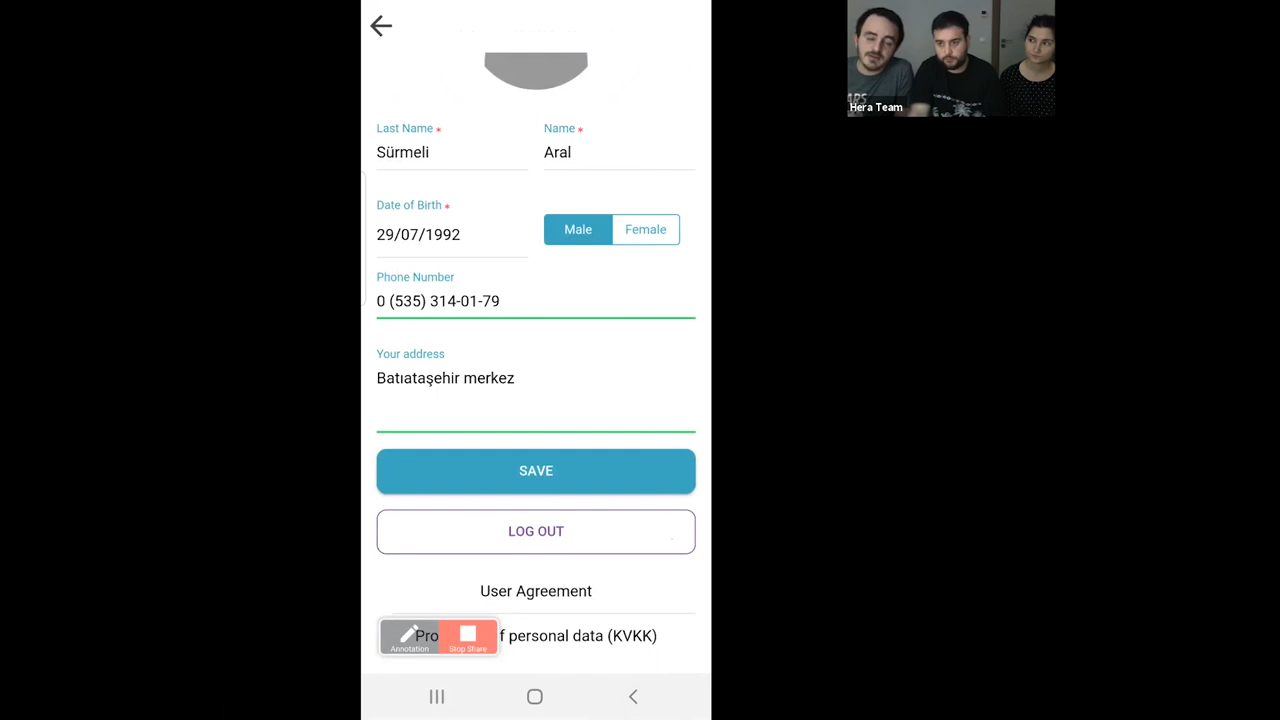 Last Name *
Name *
Sürmeli
Aral
Date of Birth *
29/07/1992
Male
Female
Phone Number
0 (535) 314-01-79
Your address
Batıataşehir merkez
SAVE
LOG OUT
User Agreement
Pro f personal data (KVKK)
Annotation
Stop Share
Hera Team